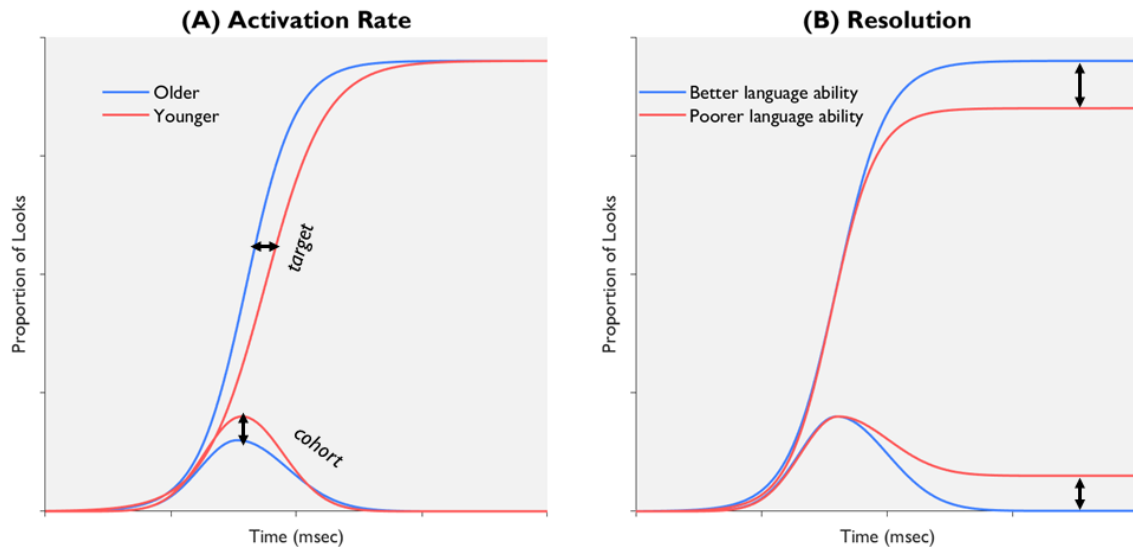 (A) Activation Rate
Older
Younger
target
cohort
Proportion of Looks
Time (msec)
(B) Resolution
Better language ability
Poorer language ability
Proportion of Looks
Time (msec)